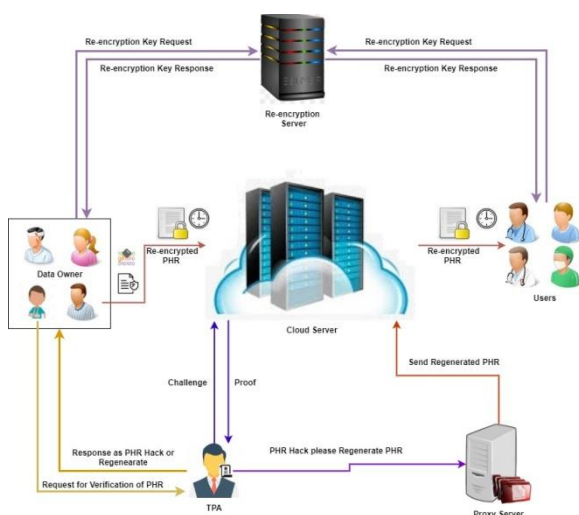 Re-encryption Key Request
Re-encryption Key Request
Re-encryption Key Response
Re-encryption Key Response
Re-encryption
Server
Data Owner
Re-encrypted
PHR
Re-encrypted
PHR
Users
Cloud Server
Send Regenerated PHR
Challenge
Proof
Response as PHR Hack or
Regenearate
PHR Hack please Regenerate PHR
Request for Verification of PHR
TPA
Proxy Server